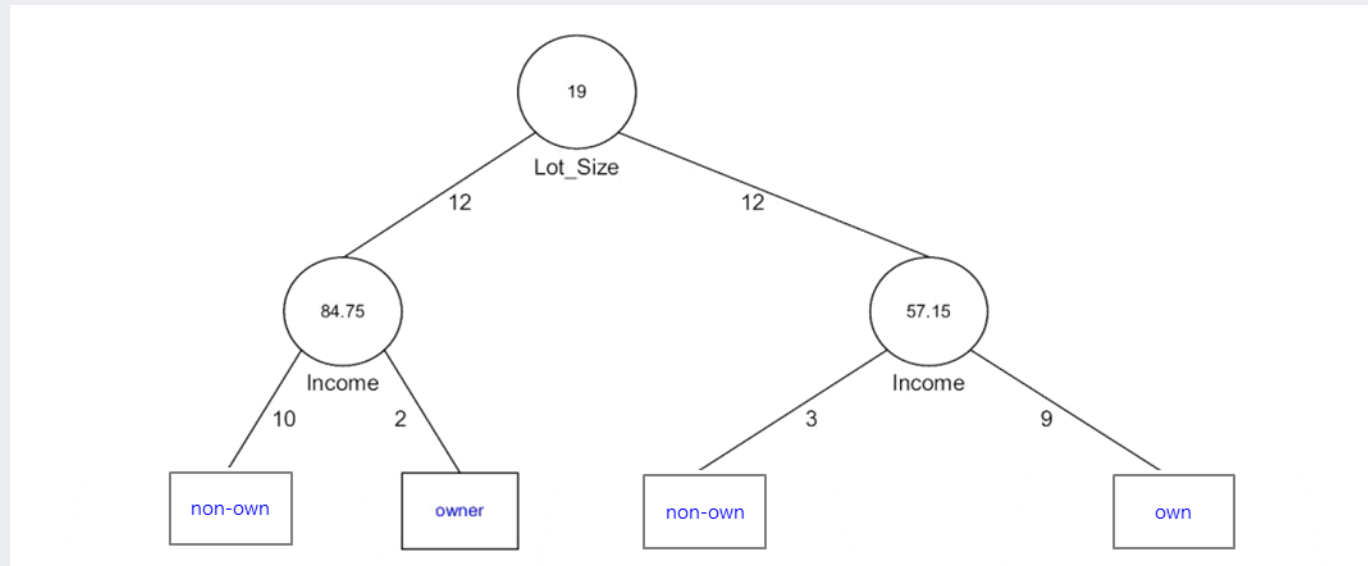 19
Lot_Size
12
12
84.75
57.15
Income
Income
10
2
3
9
non-own
owner
non-own
own